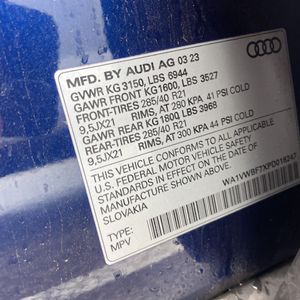 MFD. BY AUDI AG 03 23
GVWR KG 3150, LBS 6944
GAWR FRONT KG1600, LBS 3527
FRONT-TIRES 285/40 R21
9,5JX21 RIMS, AT 280 KPA, 41 PSI COLD
GAWR REAR KG 1800, LBS 3968
REAR-TIRES 285/40 R21
9,5JX21 RIMS, AT 300 KPA, 44 PSI COLD
THIS VEHICLE CONFORMS TO ALL APPLICABLE
U.S. FEDERAL MOTOR VEHICLE SAFETY
STANDARDS IN EFFECT ON THE DATE OF
MANUFACTURE SHOWN ABOVE.
SLOVAKIA
WA1VWBF7XPD018247
TYPE:
MPV